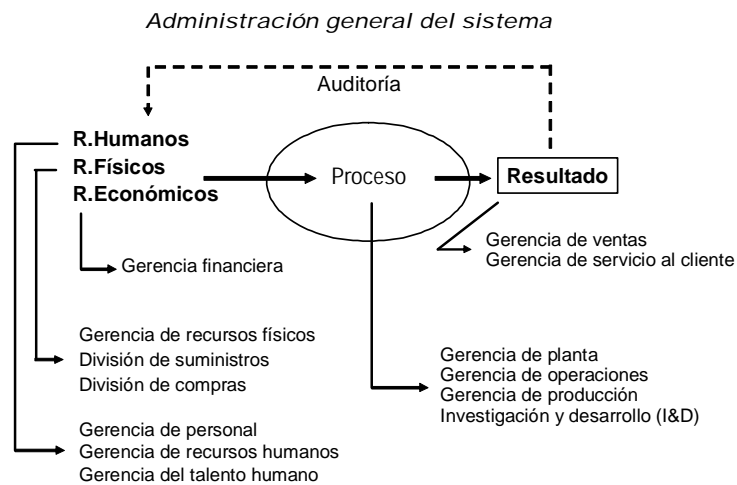 Administración general del sistema
Auditoría
R.Humanos
R.Físicos
R.Económicos
Proceso
Resultado
Gerencia de ventas
Gerencia de servicio al cliente
Gerencia financiera
Gerencia de recursos físicos
División de suministros
División de compras
Gerencia de planta
Gerencia de operaciones
Gerencia de producción
Investigación y desarrollo (I&D)
Gerencia de personal
Gerencia de recursos humanos
Gerencia del talento humano